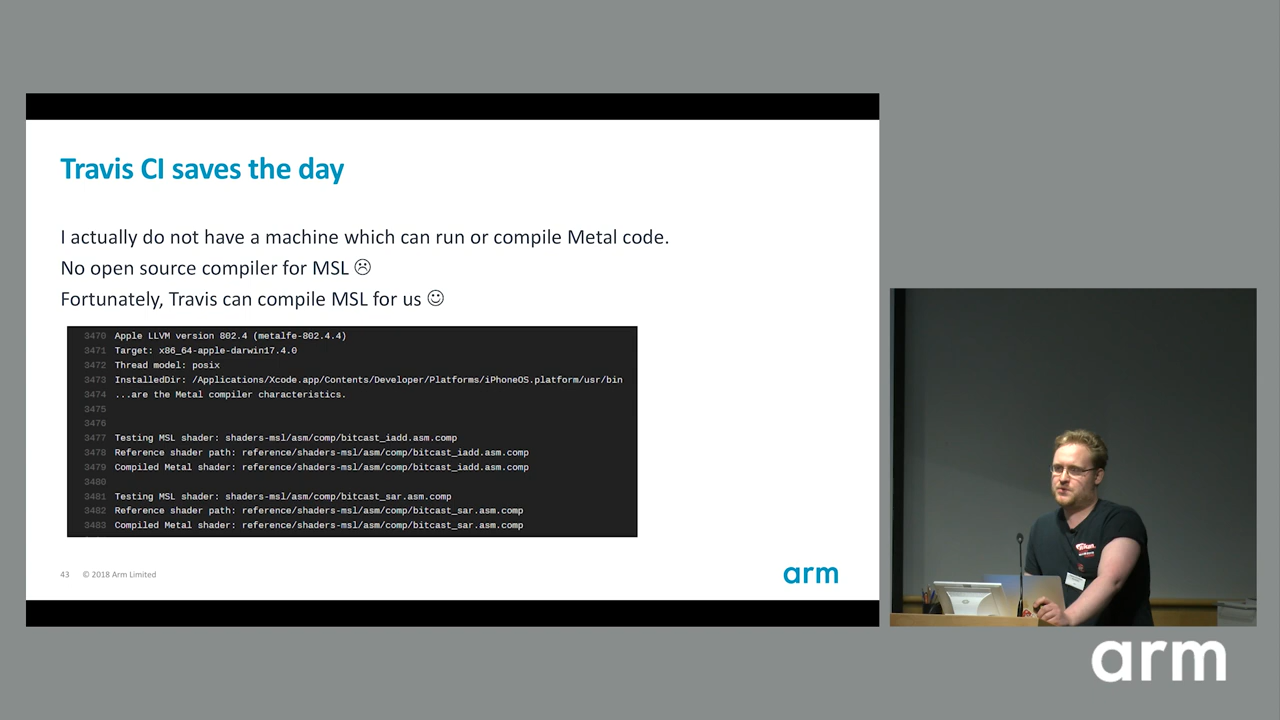 Travis CI saves the day
I actually do not have a machine which can run or compile Metal code.
No open source compiler for MSL ☹
Fortunately, Travis can compile MSL for us ☺
3470 Apple LLVM version 802.4 (metalfe-802.4.4)
3471 Target: x86_64-apple-darwin17.4.0
3472 Thread model: posix
3473 InstalledDir: /Applications/Xcode.app/Contents/Developer/Platforms/iPhoneOS.platform/usr/bin
3474 ...are the Metal compiler characteristics.
3475
3476
3477 Testing MSL shader: shaders-msl/asm/comp/bitcast_iadd.asm.comp
3478 Reference shader path: reference/shaders-msl/asm/comp/bitcast_iadd.asm.comp
3479 Compiled Metal shader: reference/shaders-msl/asm/comp/bitcast_iadd.asm.comp
3480
3481 Testing MSL shader: shaders-msl/asm/comp/bitcast_sar.asm.comp
3482 Reference shader path: reference/shaders-msl/asm/comp/bitcast_sar.asm.comp
3483 Compiled Metal shader: reference/shaders-msl/asm/comp/bitcast_sar.asm.comp
43 © 2018 Arm Limited
arm
arm